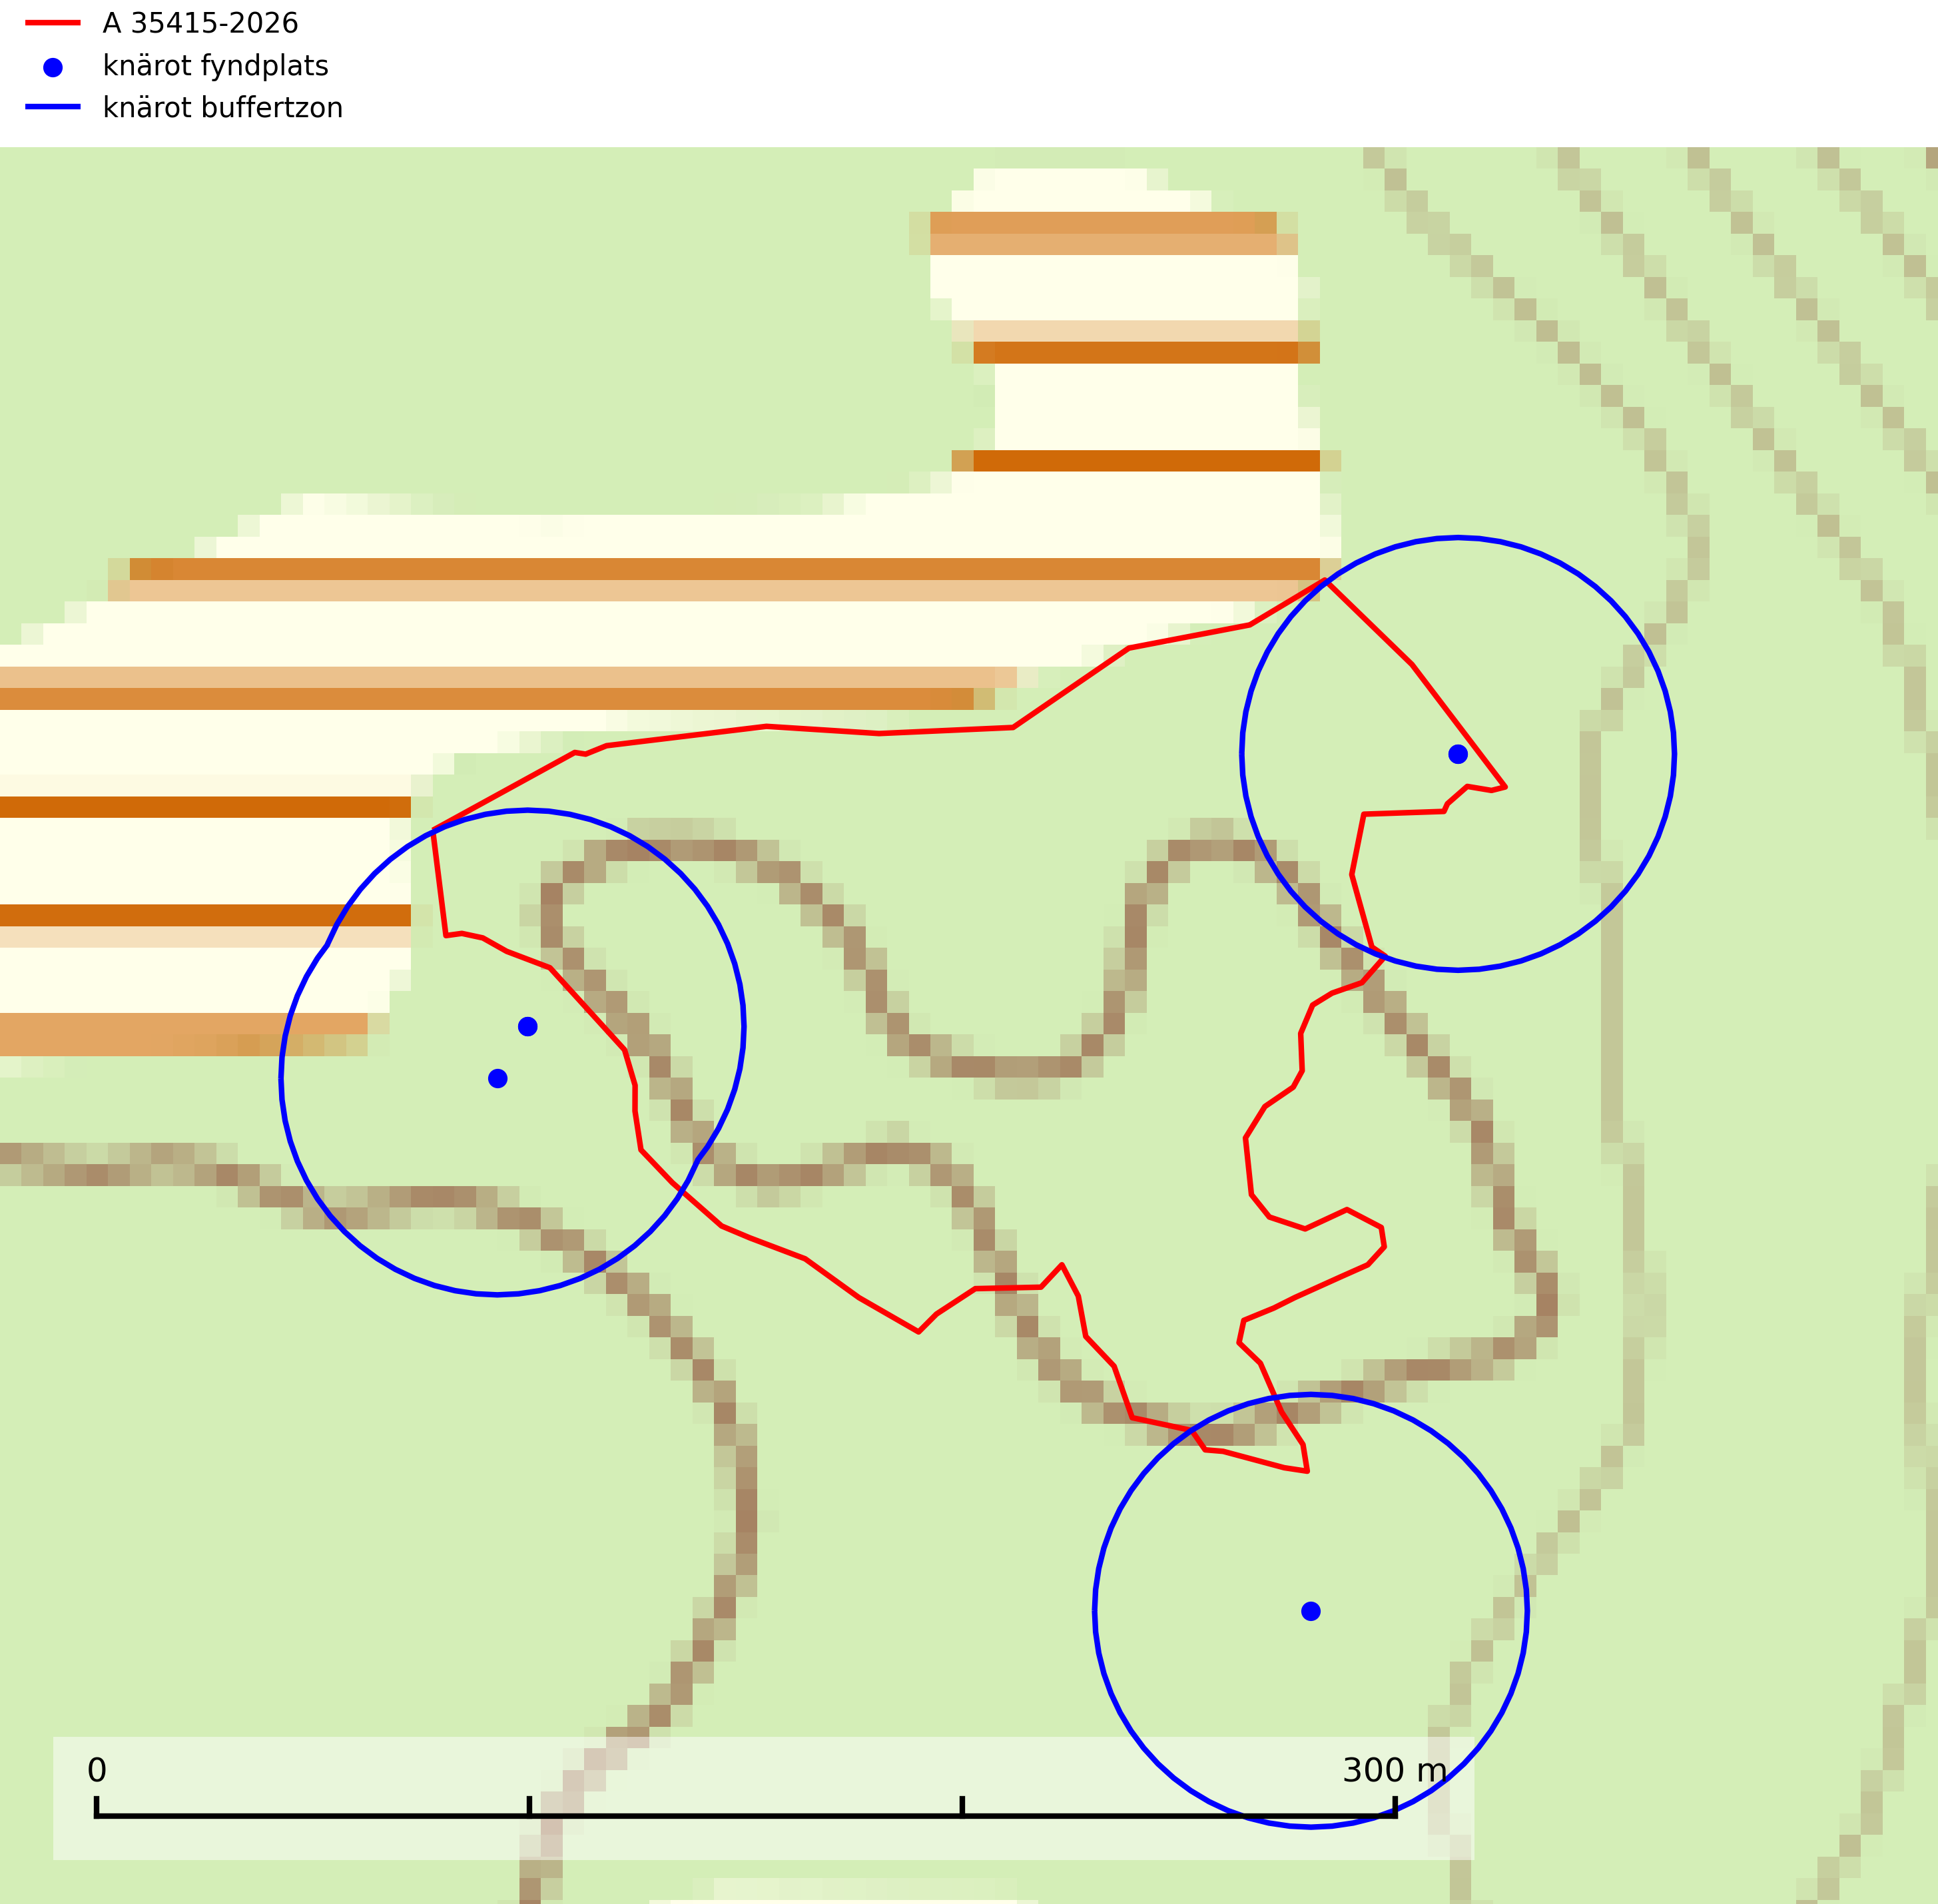 A 35415-2026
knärot fyndplats
knärot buffertzon
0
300 m